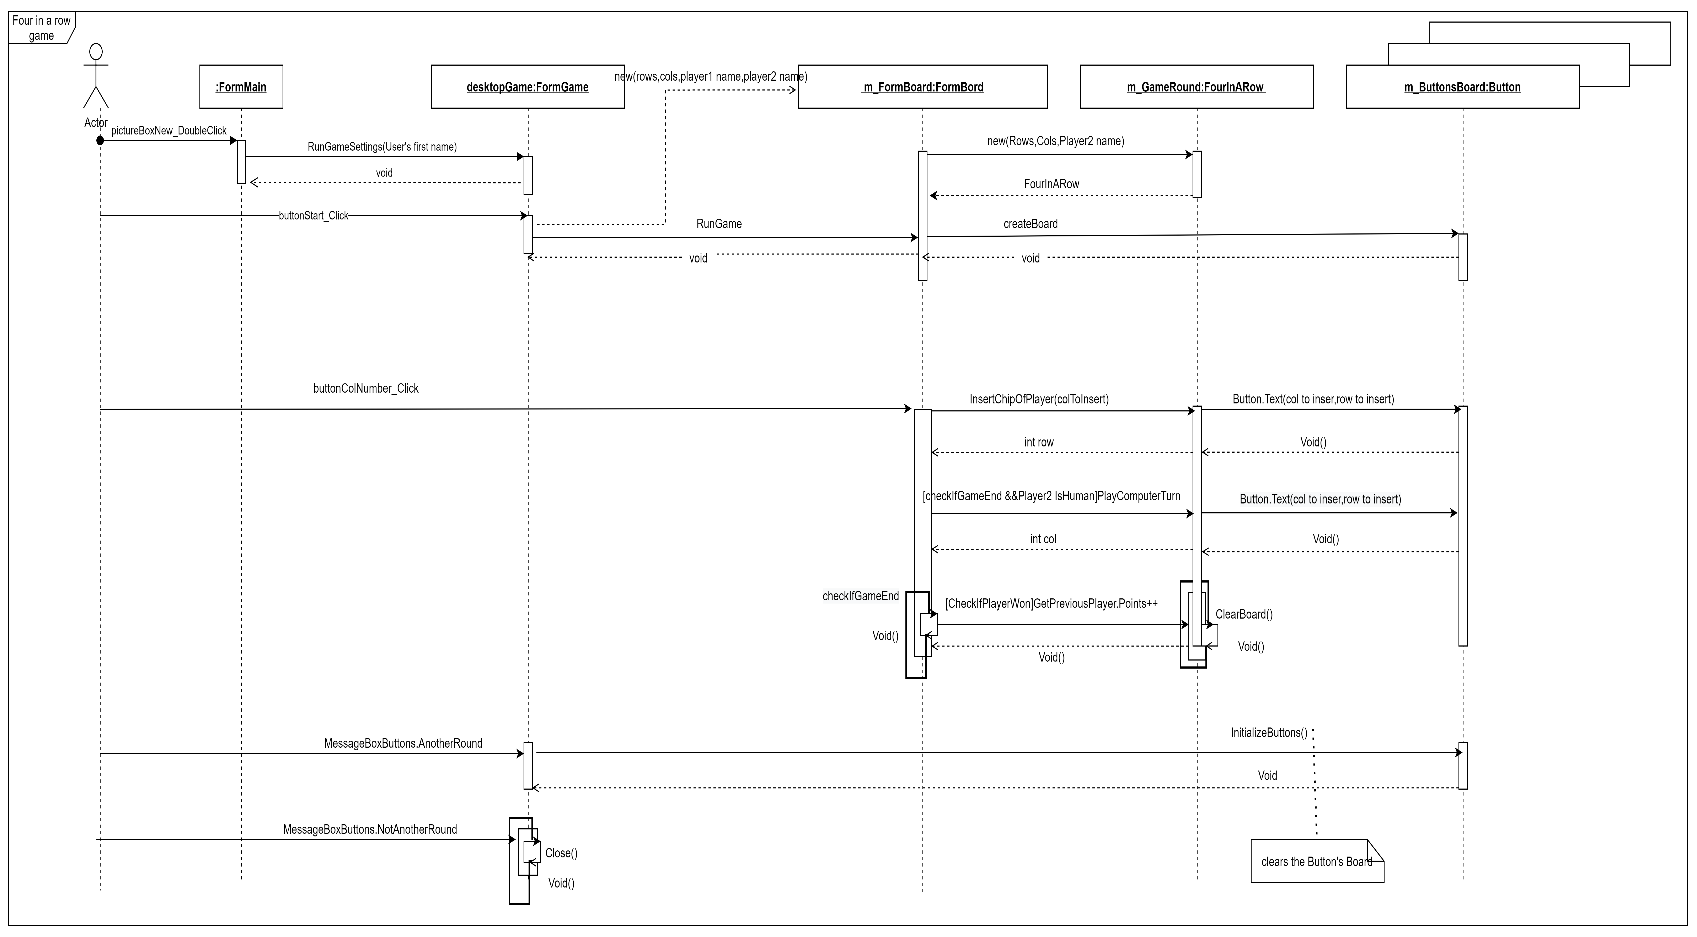 Four in a row
game
Actor
:FormMain
desktopGame:FormGame
new(rows,cols,player1 name,player2 name)
m_FormBoard:FormBord
m_GameRound:FourInARow
m_ButtonsBoard:Button
pictureBoxNew_DoubleClick
RunGameSettings(User's first name)
void
new(Rows,Cols,Player2 name)
FourInARow
buttonStart_Click
RunGame
createBoard
void
void
buttonColNumber_Click
InsertChipOfPlayer(colToInsert)
Button.Text(col to inser,row to insert)
int row
Void()
[checkIfGameEnd &&Player2 IsHuman]PlayComputerTurn
Button.Text(col to inser,row to insert)
int col
Void()
checkIfGameEnd
[CheckIfPlayerWon]GetPreviousPlayer.Points++
ClearBoard()
Void()
Void()
Void()
MessageBoxButtons.AnotherRound
InitializeButtons()
Void
MessageBoxButtons.NotAnotherRound
Close()
Void()
clears the Button's Board